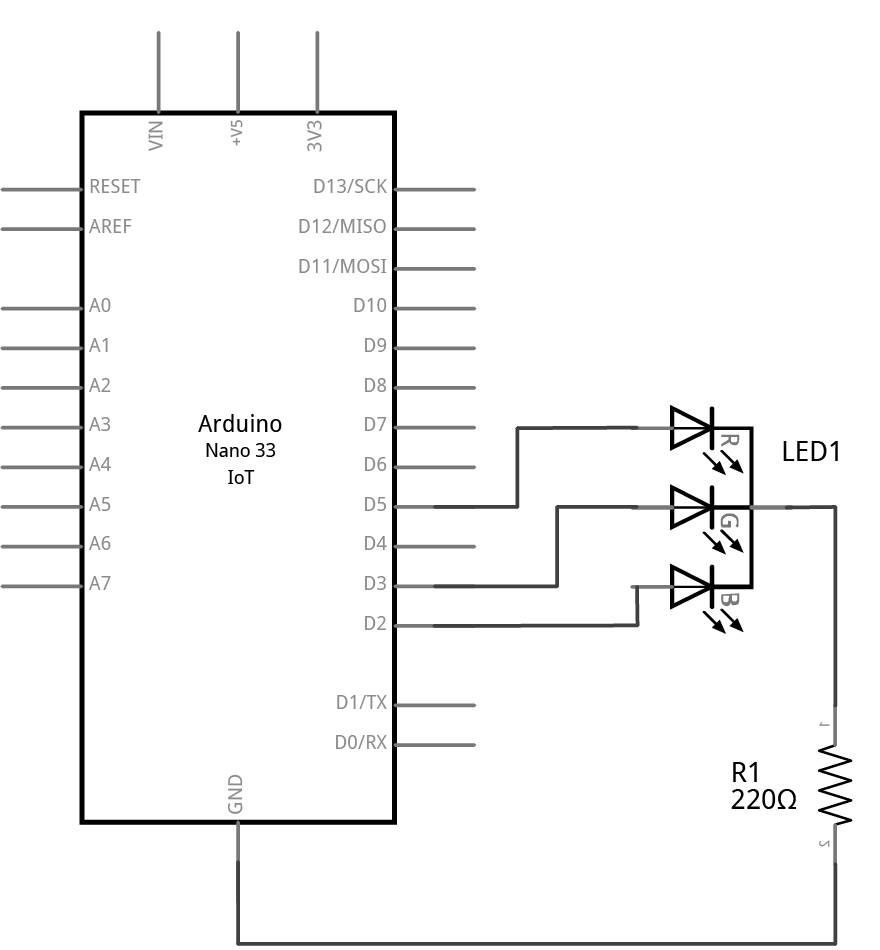 VIN
+V5
3V3
RESET
D13/SCK
AREF
D12/MISO
D11/MOSI
A0
D10
A1
D9
A2
D8
A3
D7
A4
D6
A5
D5
A6
D4
A7
D3
D2
D1/TX
D0/RX
GND
Arduino
Nano 33
IoT
R
G
B
LED1
1
R1
220Ω
2